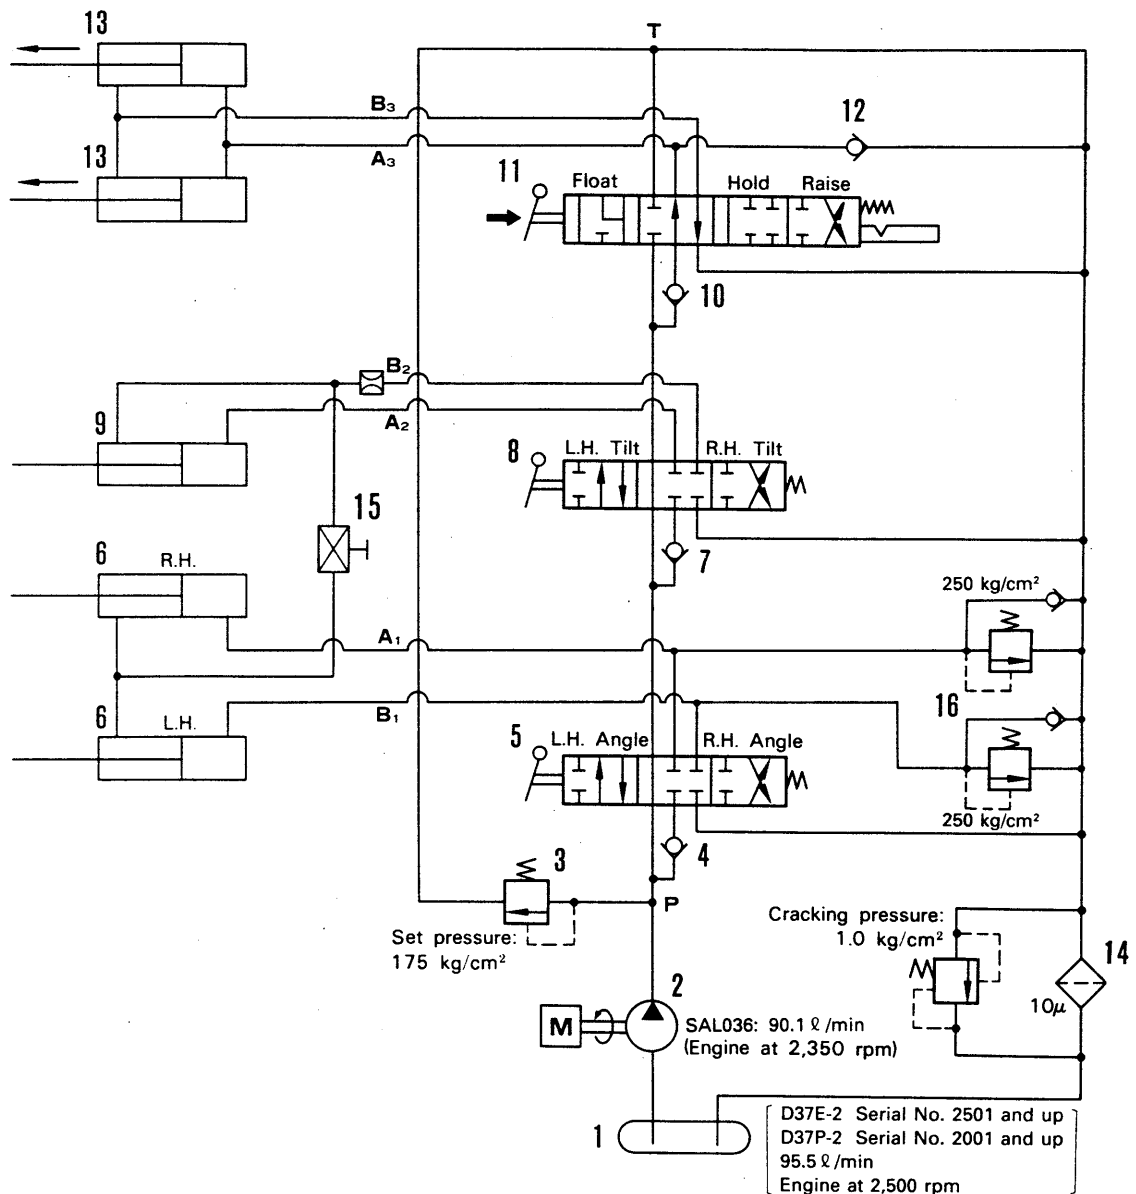 T
13
B₃
12
A₃
13
11
Float
Hold
Raise
10
B₂
A₂
9
8
L.H. Tilt
R.H. Tilt
15
7
6
R.H.
250 kg/cm²
A₁
16
B₁
6
L.H.
5
L.H. Angle
R.H. Angle
250 kg/cm²
4
3
P
Set pressure:
175 kg/cm²
Cracking pressure:
1.0 kg/cm²
14
10μ
2
M
SAL036: 90.1 ℓ/min
(Engine at 2,350 rpm)
1
D37E-2 Serial No. 2501 and up
D37P-2 Serial No. 2001 and up
95.5 ℓ/min
Engine at 2,500 rpm